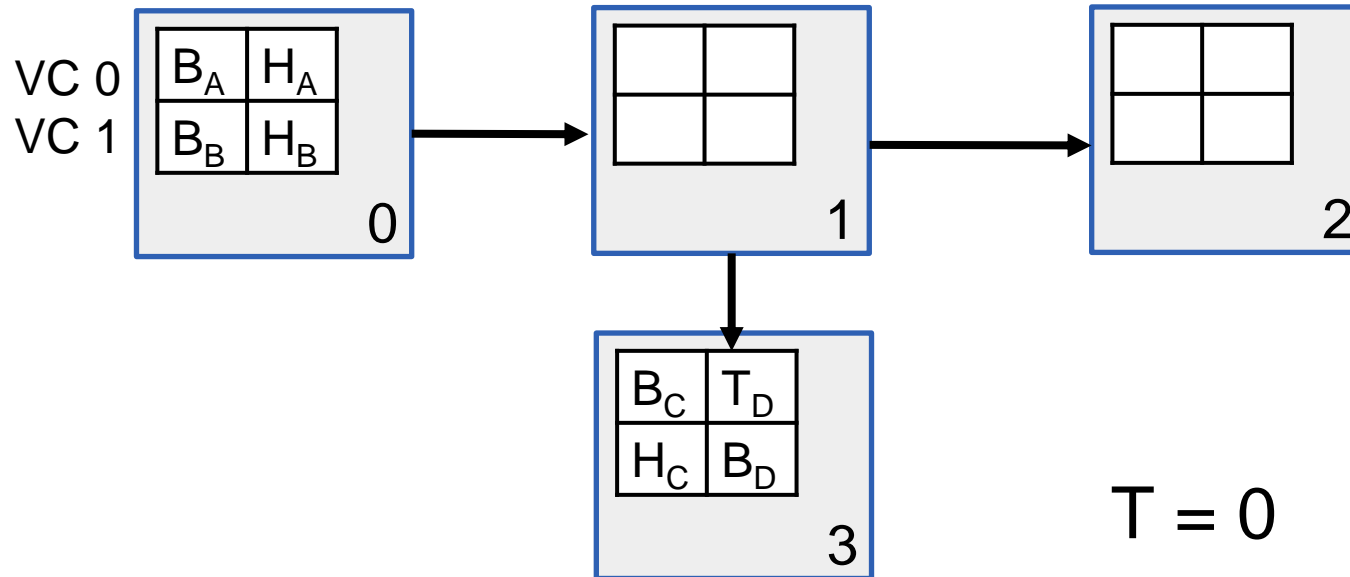 VC 0
VC 1
B_A H_A
B_B H_B
0
1
2
B_C T_D
H_C B_D
3
T = 0